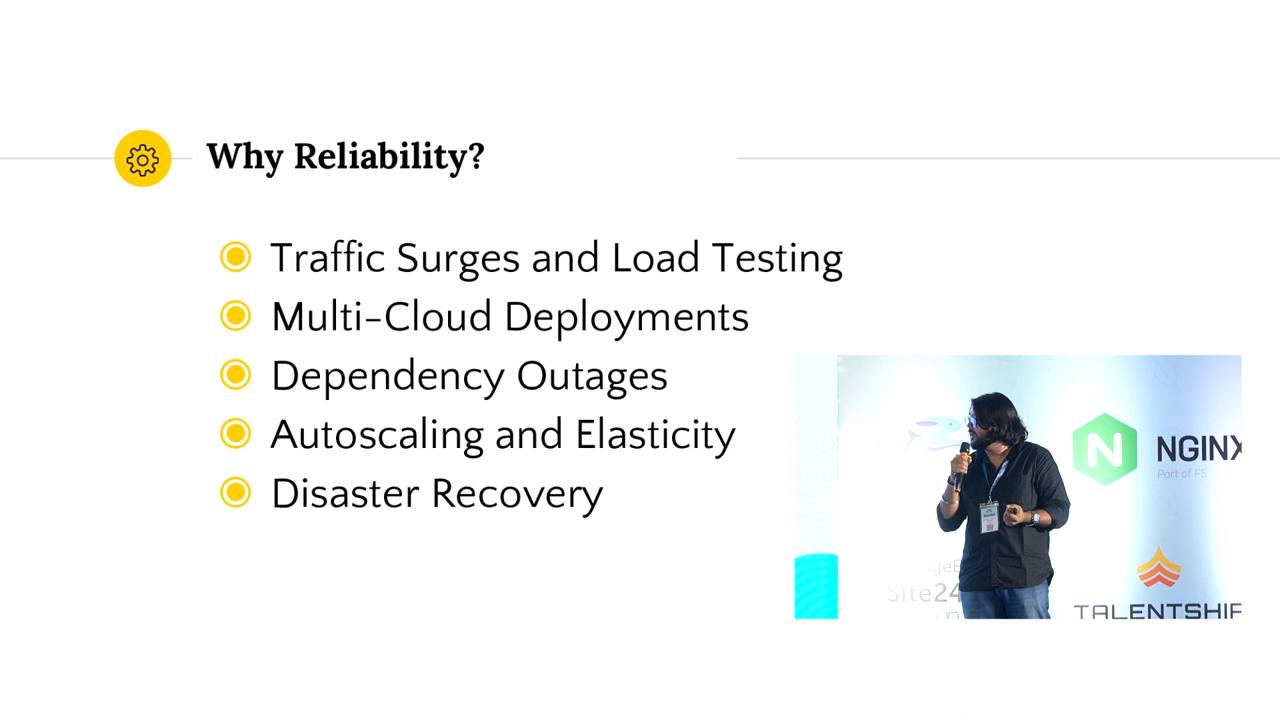 Why Reliability?
Traffic Surges and Load Testing
Multi-Cloud Deployments
Dependency Outages
Autoscaling and Elasticity
Disaster Recovery
NGINX
Part of F5
Site24
TALENTSHIP